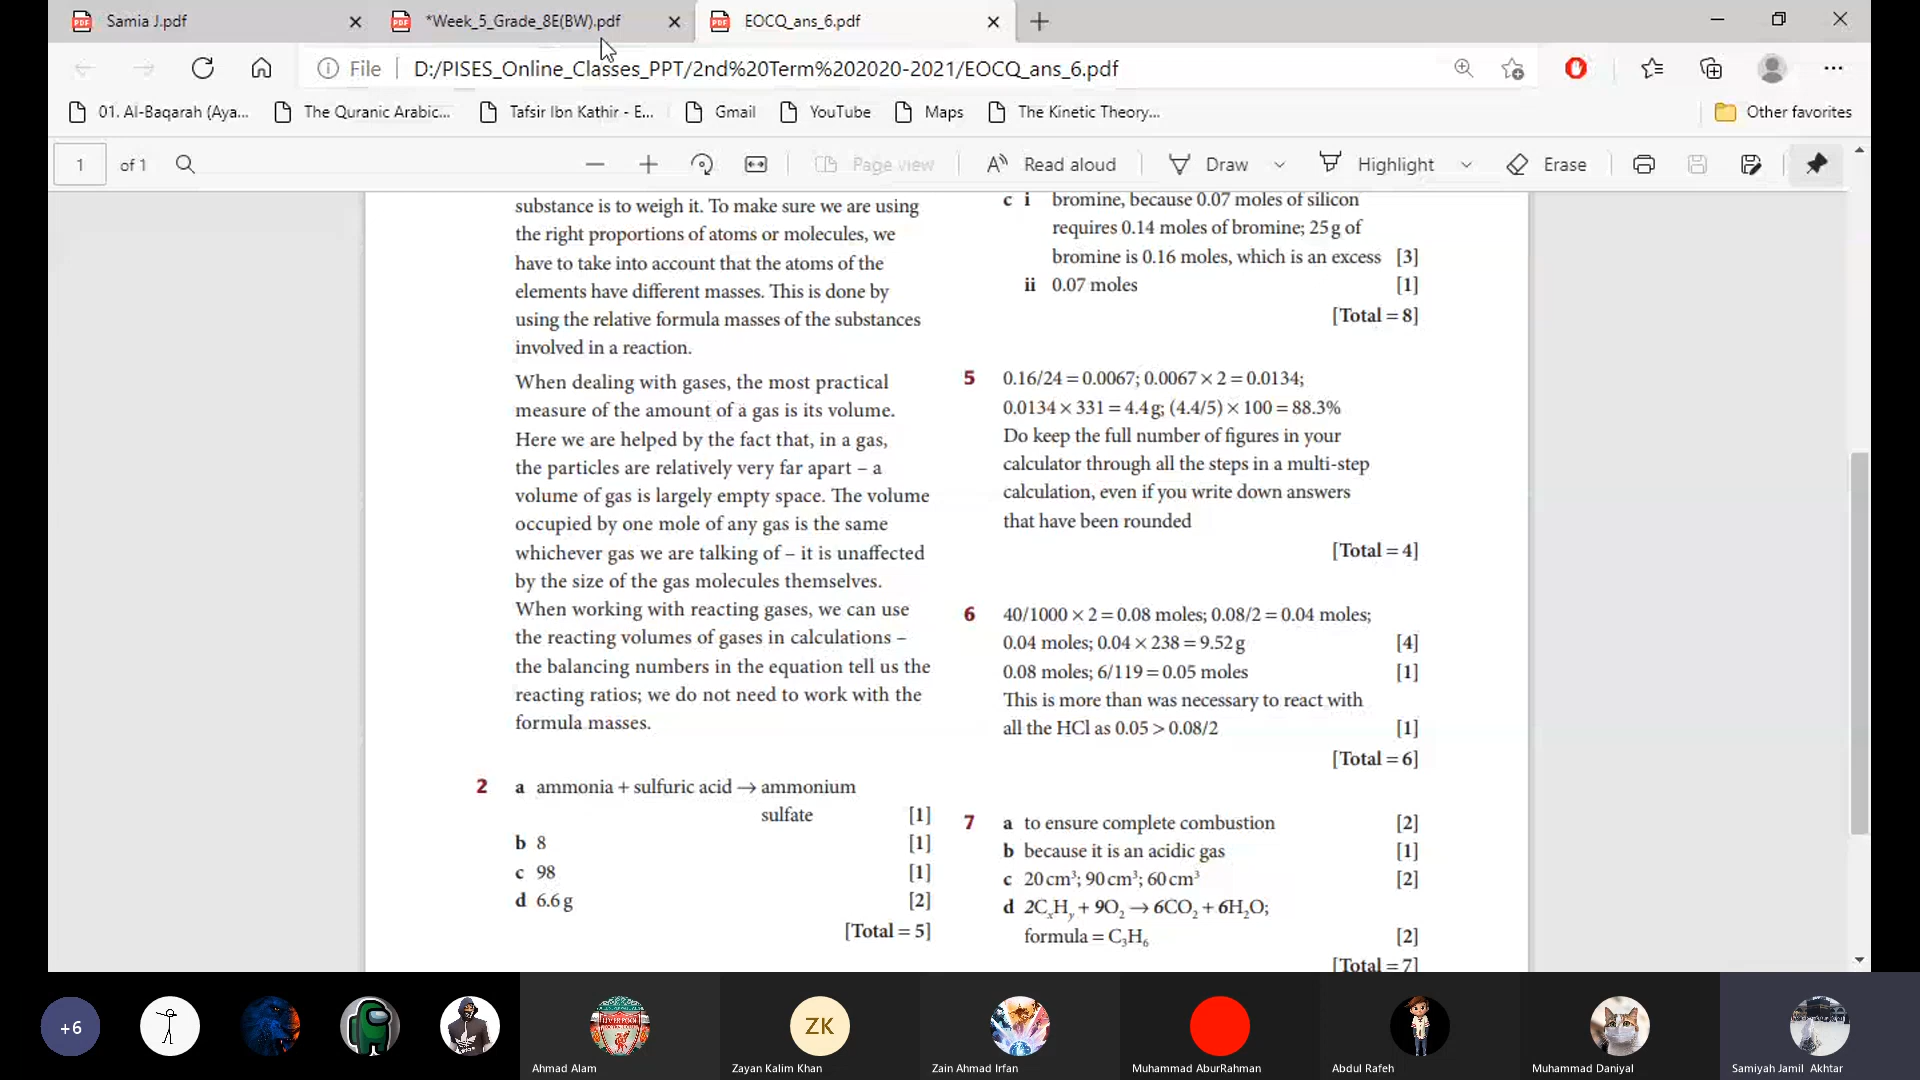 Samia J.pdf
*Week_5_Grade_8E(BW).pdf
EOCQ_ans_6.pdf
File
D:/PISES_Online_Classes_PPT/2nd%20Term%202020-2021/EOCQ_ans_6.pdf
01. Al-Baqarah (Aya...
The Quranic Arabic...
Tafsir Ibn Kathir - E...
Gmail
YouTube
Maps
The Kinetic Theory...
Other favorites
1 of 1
Page view
Read aloud
Draw
Highlight
Erase
substance is to weigh it. To make sure we are using
the right proportions of atoms or molecules, we
have to take into account that the atoms of the
elements have different masses. This is done by
using the relative formula masses of the substances
involved in a reaction.
When dealing with gases, the most practical
measure of the amount of a gas is its volume.
Here we are helped by the fact that, in a gas,
the particles are relatively very far apart – a
volume of gas is largely empty space. The volume
occupied by one mole of any gas is the same
whichever gas we are talking of – it is unaffected
by the size of the gas molecules themselves.
When working with reacting gases, we can use
the reacting volumes of gases in calculations –
the balancing numbers in the equation tell us the
reacting ratios; we do not need to work with the
formula masses.
2 a ammonia + sulfuric acid → ammonium
sulfate [1]
b 8 [1]
c 98 [1]
d 6.6 g [2]
[Total = 5]
c i bromine, because 0.07 moles of silicon
requires 0.14 moles of bromine; 25 g of
bromine is 0.16 moles, which is an excess [3]
ii 0.07 moles [1]
[Total = 8]
5 0.16/24 = 0.0067; 0.0067 × 2 = 0.0134;
0.0134 × 331 = 4.4 g; (4.4/5) × 100 = 88.3%
Do keep the full number of figures in your
calculator through all the steps in a multi-step
calculation, even if you write down answers
that have been rounded
[Total = 4]
6 40/1000 × 2 = 0.08 moles; 0.08/2 = 0.04 moles;
0.04 moles; 0.04 × 238 = 9.52 g [4]
0.08 moles; 6/119 = 0.05 moles [1]
This is more than was necessary to react with
all the HCl as 0.05 > 0.08/2 [1]
[Total = 6]
7 a to ensure complete combustion [2]
b because it is an acidic gas [1]
c 20 cm³; 90 cm³; 60 cm³ [2]
d 2CₓHᵧ + 9O₂ → 6CO₂ + 6H₂O;
formula = C₃H₆ [2]
[Total = 7]
+6
ZK
Ahmad Alam
Zayan Kalim Khan
Zain Ahmad Irfan
Muhammad AburRahman
Abdul Rafeh
Muhammad Daniyal
Samiyah Jamil Akhtar